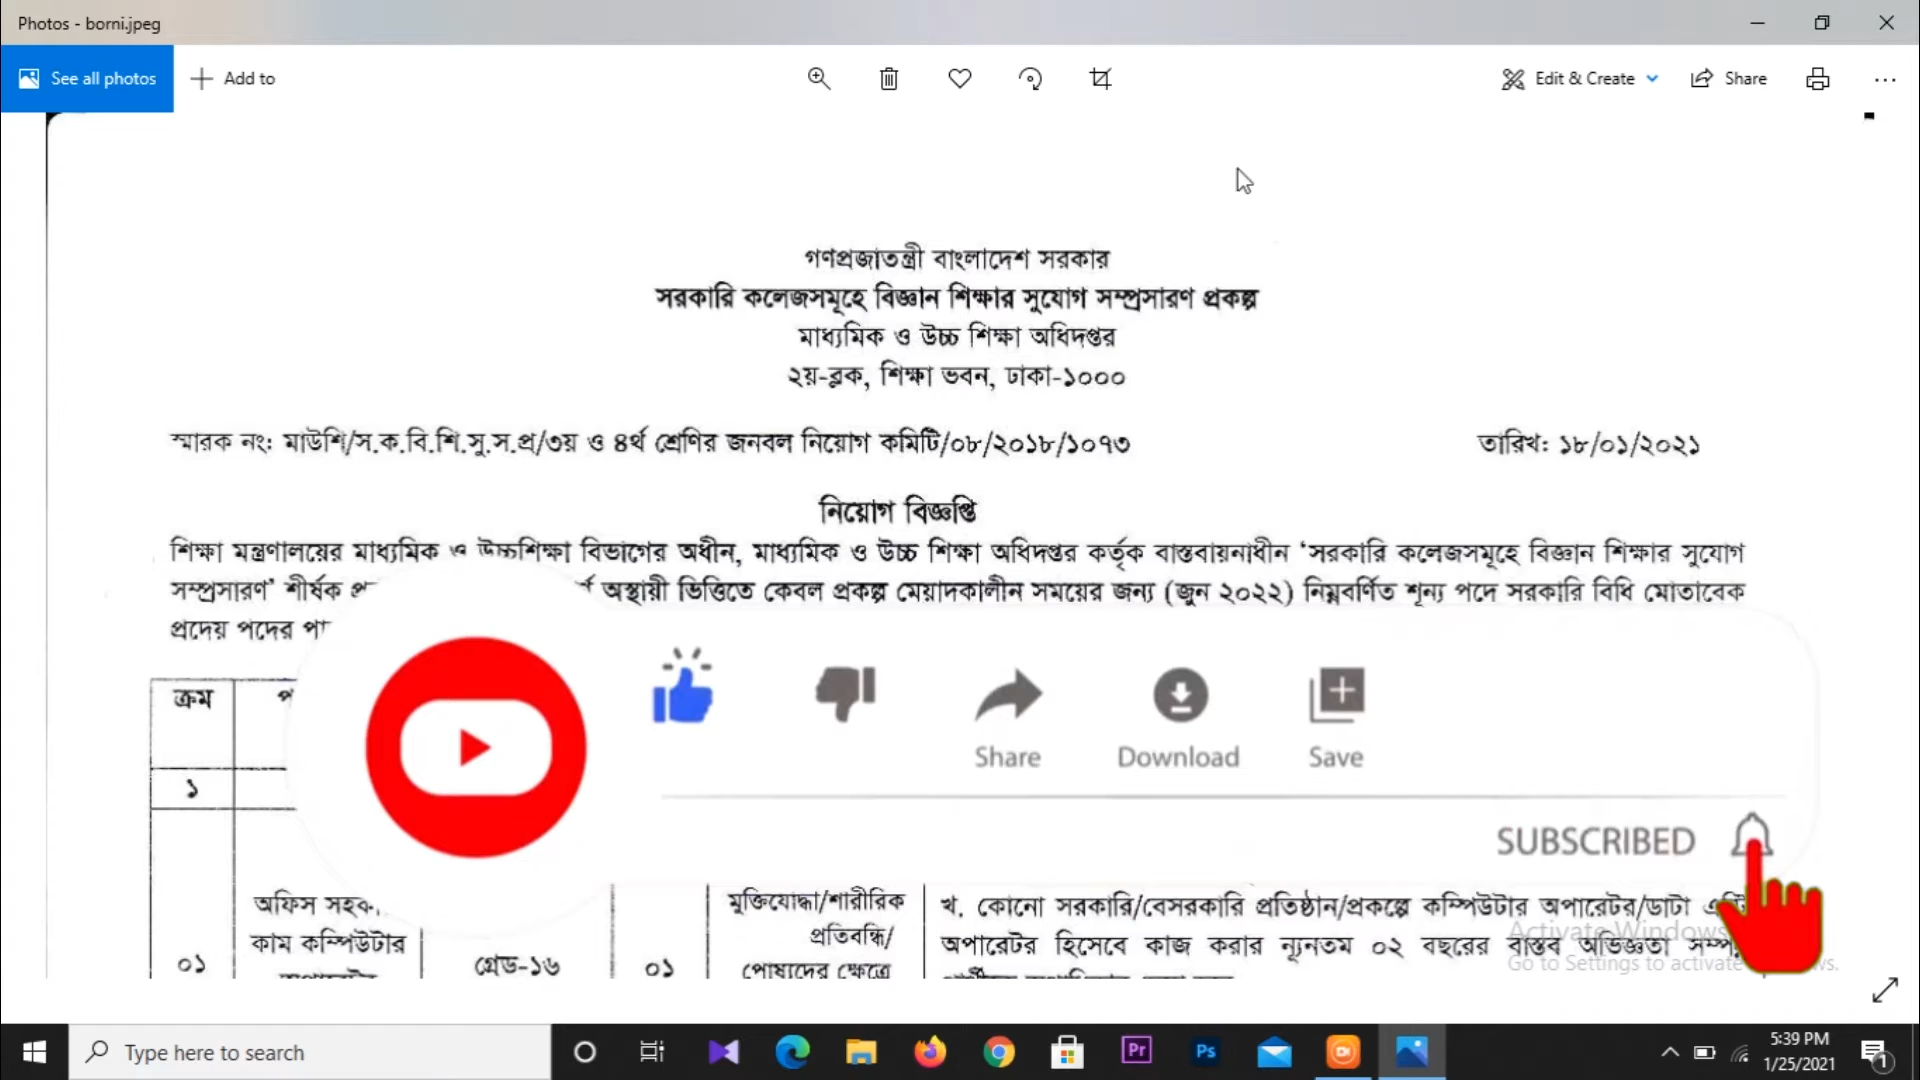 Photos - borni.jpeg
See all photos
Add to
Edit & Create
Share
গণপ্রজাতন্ত্রী বাংলাদেশ সরকার
সরকারি কলেজসমূহে বিজ্ঞান শিক্ষার সুযোগ সম্প্রসারণ প্রকল্প
মাধ্যমিক ও উচ্চ শিক্ষা অধিদপ্তর
২য়-ব্লক, শিক্ষা ভবন, ঢাকা-১০০০
স্মারক নং: মাউশি/স.ক.বি.শি.সু.স.প্র/৩য় ও ৪র্থ শ্রেণির জনবল নিয়োগ কমিটি/০৮/২০১৮/১০৭৩ তারিখ: ১৮/০১/২০২১
নিয়োগ বিজ্ঞপ্তি
শিক্ষা মন্ত্রণালয়ের মাধ্যমিক ও উচ্চশিক্ষা বিভাগের অধীন, মাধ্যমিক ও উচ্চ শিক্ষা অধিদপ্তর কর্তৃক বাস্তবায়নাধীন ‘সরকারি কলেজসমূহে বিজ্ঞান শিক্ষার সুযোগ
সম্প্রসারণ’ শীর্ষক অস্থায়ী ভিত্তিতে কেবল প্রকল্প মেয়াদকালীন সময়ের জন্য (জুন ২০২২) নিম্নবর্ণিত শূন্য পদে সরকারি বিধি মোতাবেক
প্রদেয় পদের
ক্রম
১
Share Download Save
SUBSCRIBED
অফিস
কাম কম্পিউটার
০১
গ্রেড-১৬
০১
মুক্তিযোদ্ধা/শারীরিক
প্রতিবন্ধি/
পোষ্যদের ক্ষেত্রে
খ. কোনো সরকারি/বেসরকারি প্রতিষ্ঠান/প্রকল্পে কম্পিউটার অপারেটর/ডাটা
অপারেটর হিসেবে কাজ করার ন্যূনতম ০২ বছরের বাস্তব অভিজ্ঞতা
Activate Windows
Go to Settings to activate
Type here to search
Pr
Ps
5:39 PM
1/25/2021
1